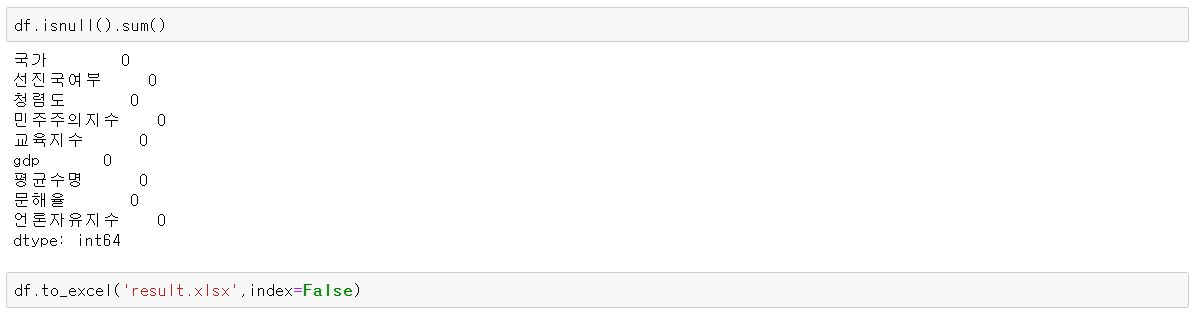 df.isnull().sum()
국가 0
선진국여부 0
청렴도 0
민주주의지수 0
교육지수 0
gdp 0
평균수명 0
문해율 0
언론자유지수 0
dtype: int64
df.to_excel('result.xlsx',index=False)